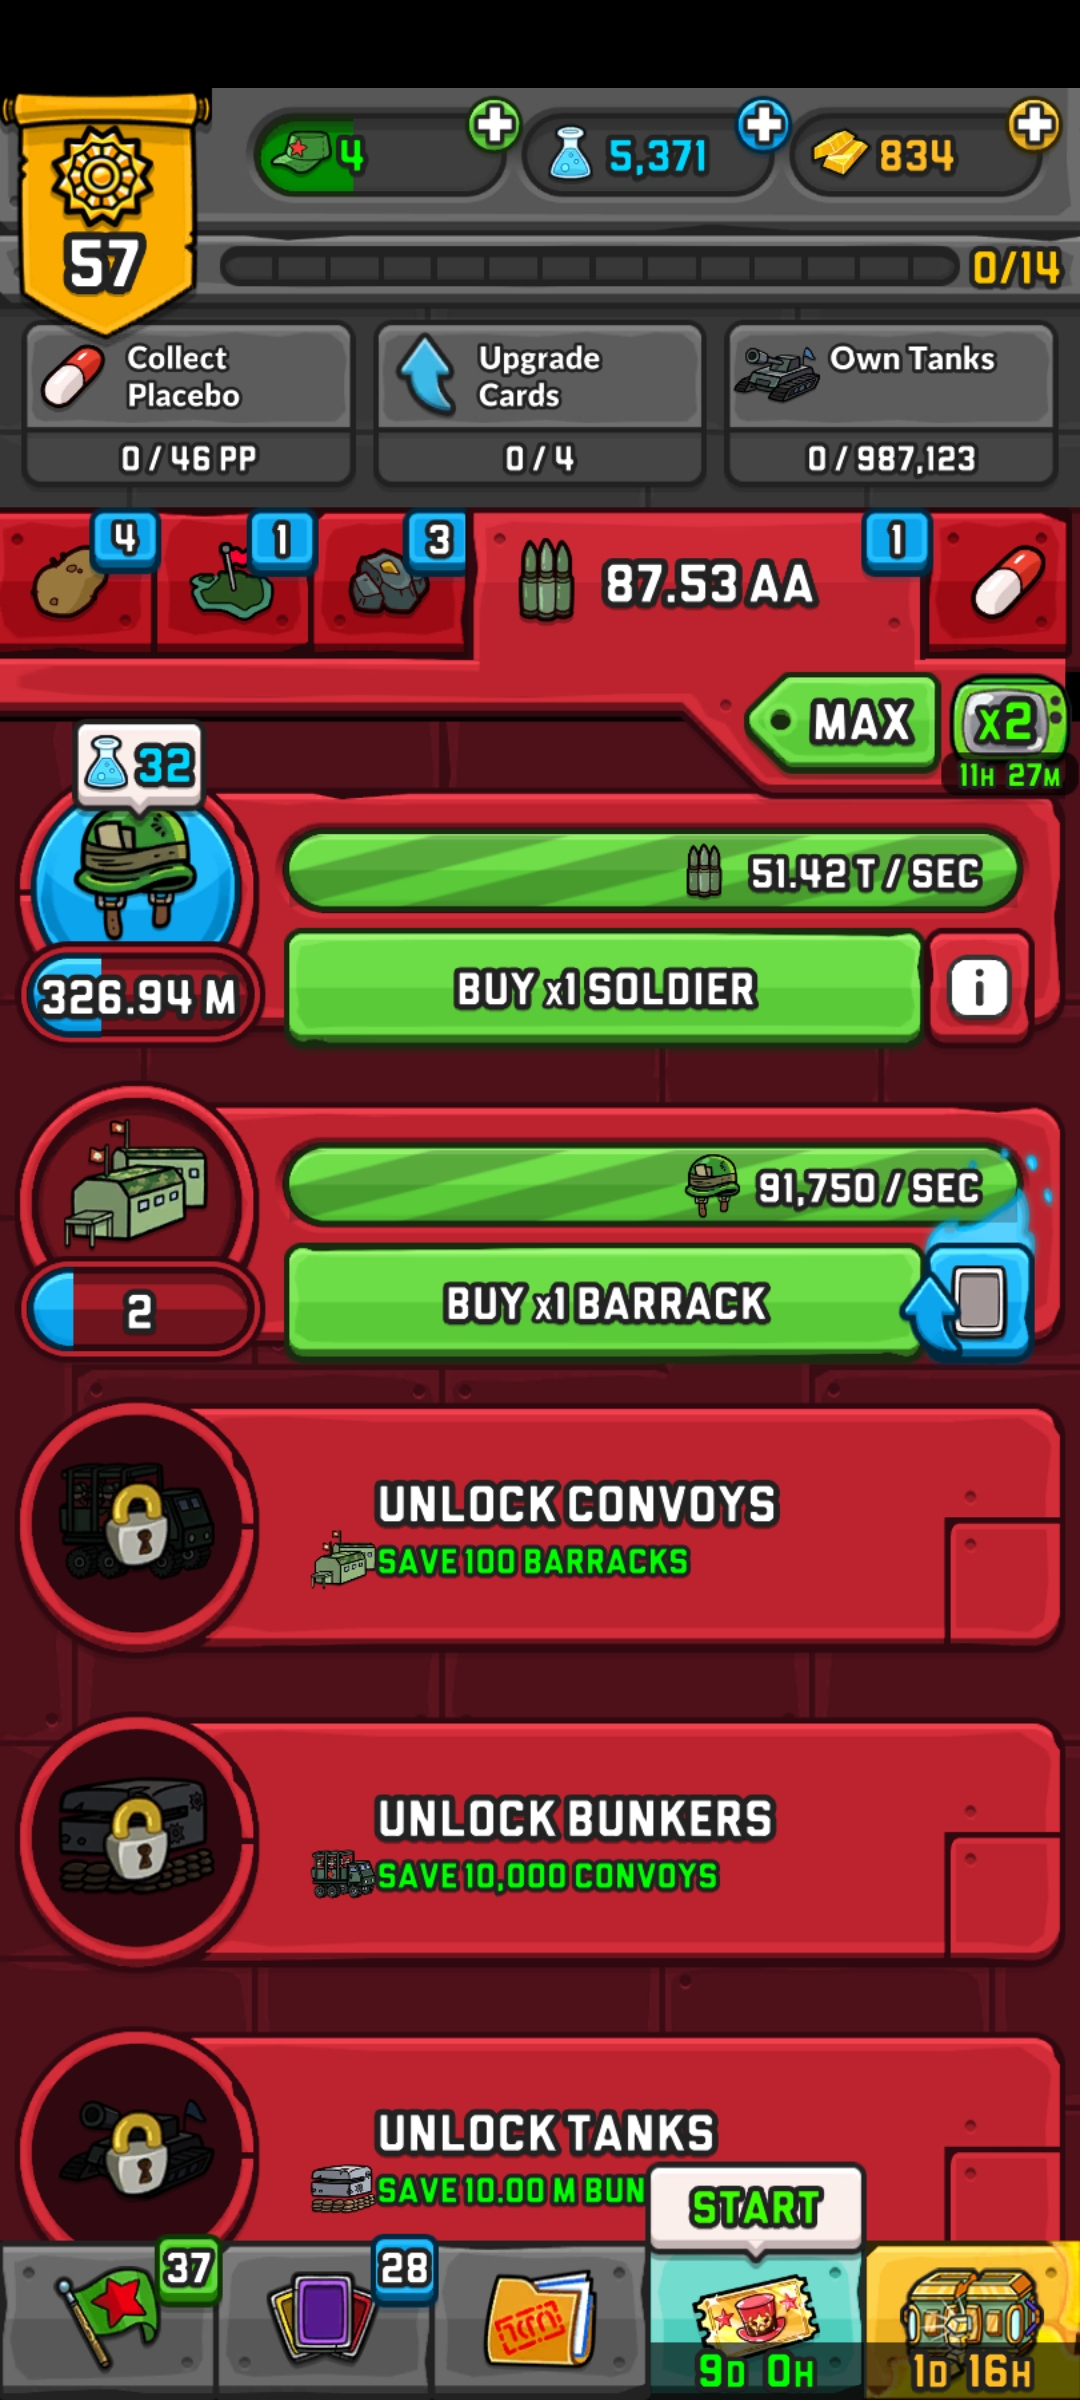 57
4
5,371
834
0/14
Collect
Placebo
0 / 46 PP
Upgrade
Cards
0 / 4
Own Tanks
0 / 987,123
4
1
3
87.53 AA
1
MAX
x2
11H 27M
32
51.42 T / SEC
326.94 M
BUY x1 SOLDIER
i
91,750 / SEC
2
BUY x1 BARRACK
UNLOCK CONVOYS
SAVE 100 BARRACKS
UNLOCK BUNKERS
SAVE 10,000 CONVOYS
UNLOCK TANKS
SAVE 10.00 M BUN
START
37
28
9D 0H
1D 16H